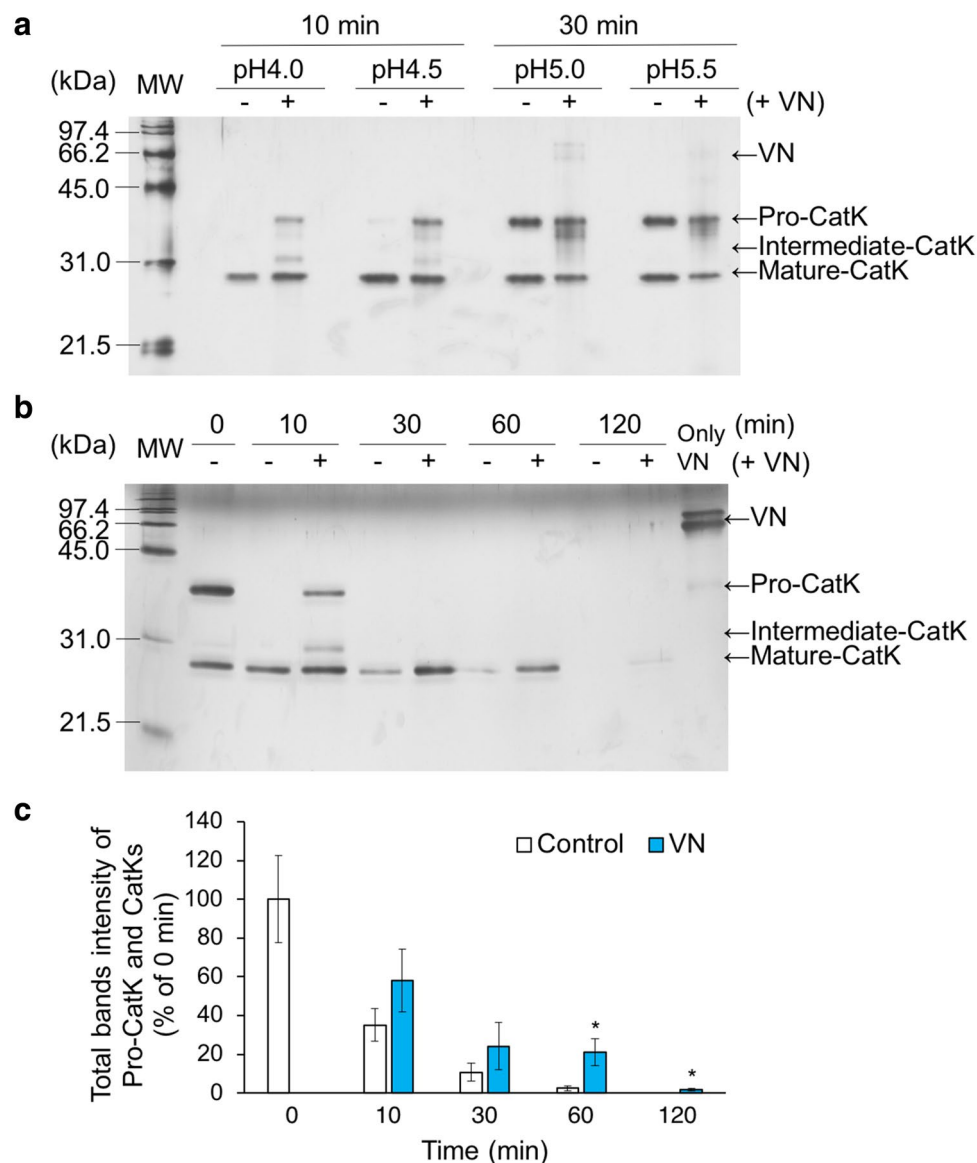 a
10 min 30 min
pH4.0 pH4.5 pH5.0 pH5.5
(kDa) MW - + - + - + - + (+ VN)
97.4
66.2 ←VN
45.0
←Pro-CatK
31.0 ←Intermediate-CatK
←Mature-CatK
21.5
b
0 10 30 60 120 Only (min)
(kDa) MW - - + - + - + - + VN (+ VN)
97.4 ←VN
66.2
45.0
←Pro-CatK
31.0 ←Intermediate-CatK
←Mature-CatK
21.5
c
Total bands intensity of
Pro-CatK and CatKs
(% of 0 min)
140
120
100
80
60
40
20
0
Control VN
* *
0 10 30 60 120
Time (min)